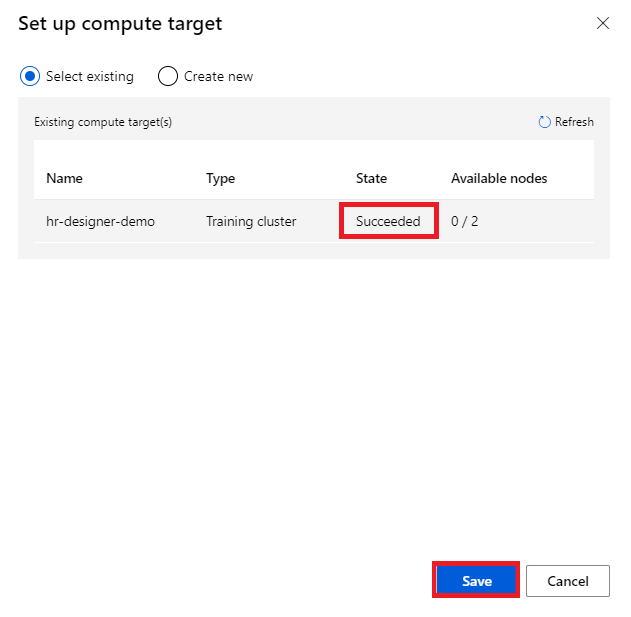 Set up compute target
Select existing Create new
Existing compute target(s) Refresh
Name Type State Available nodes
hr-designer-demo Training cluster Succeeded 0 / 2
Save Cancel